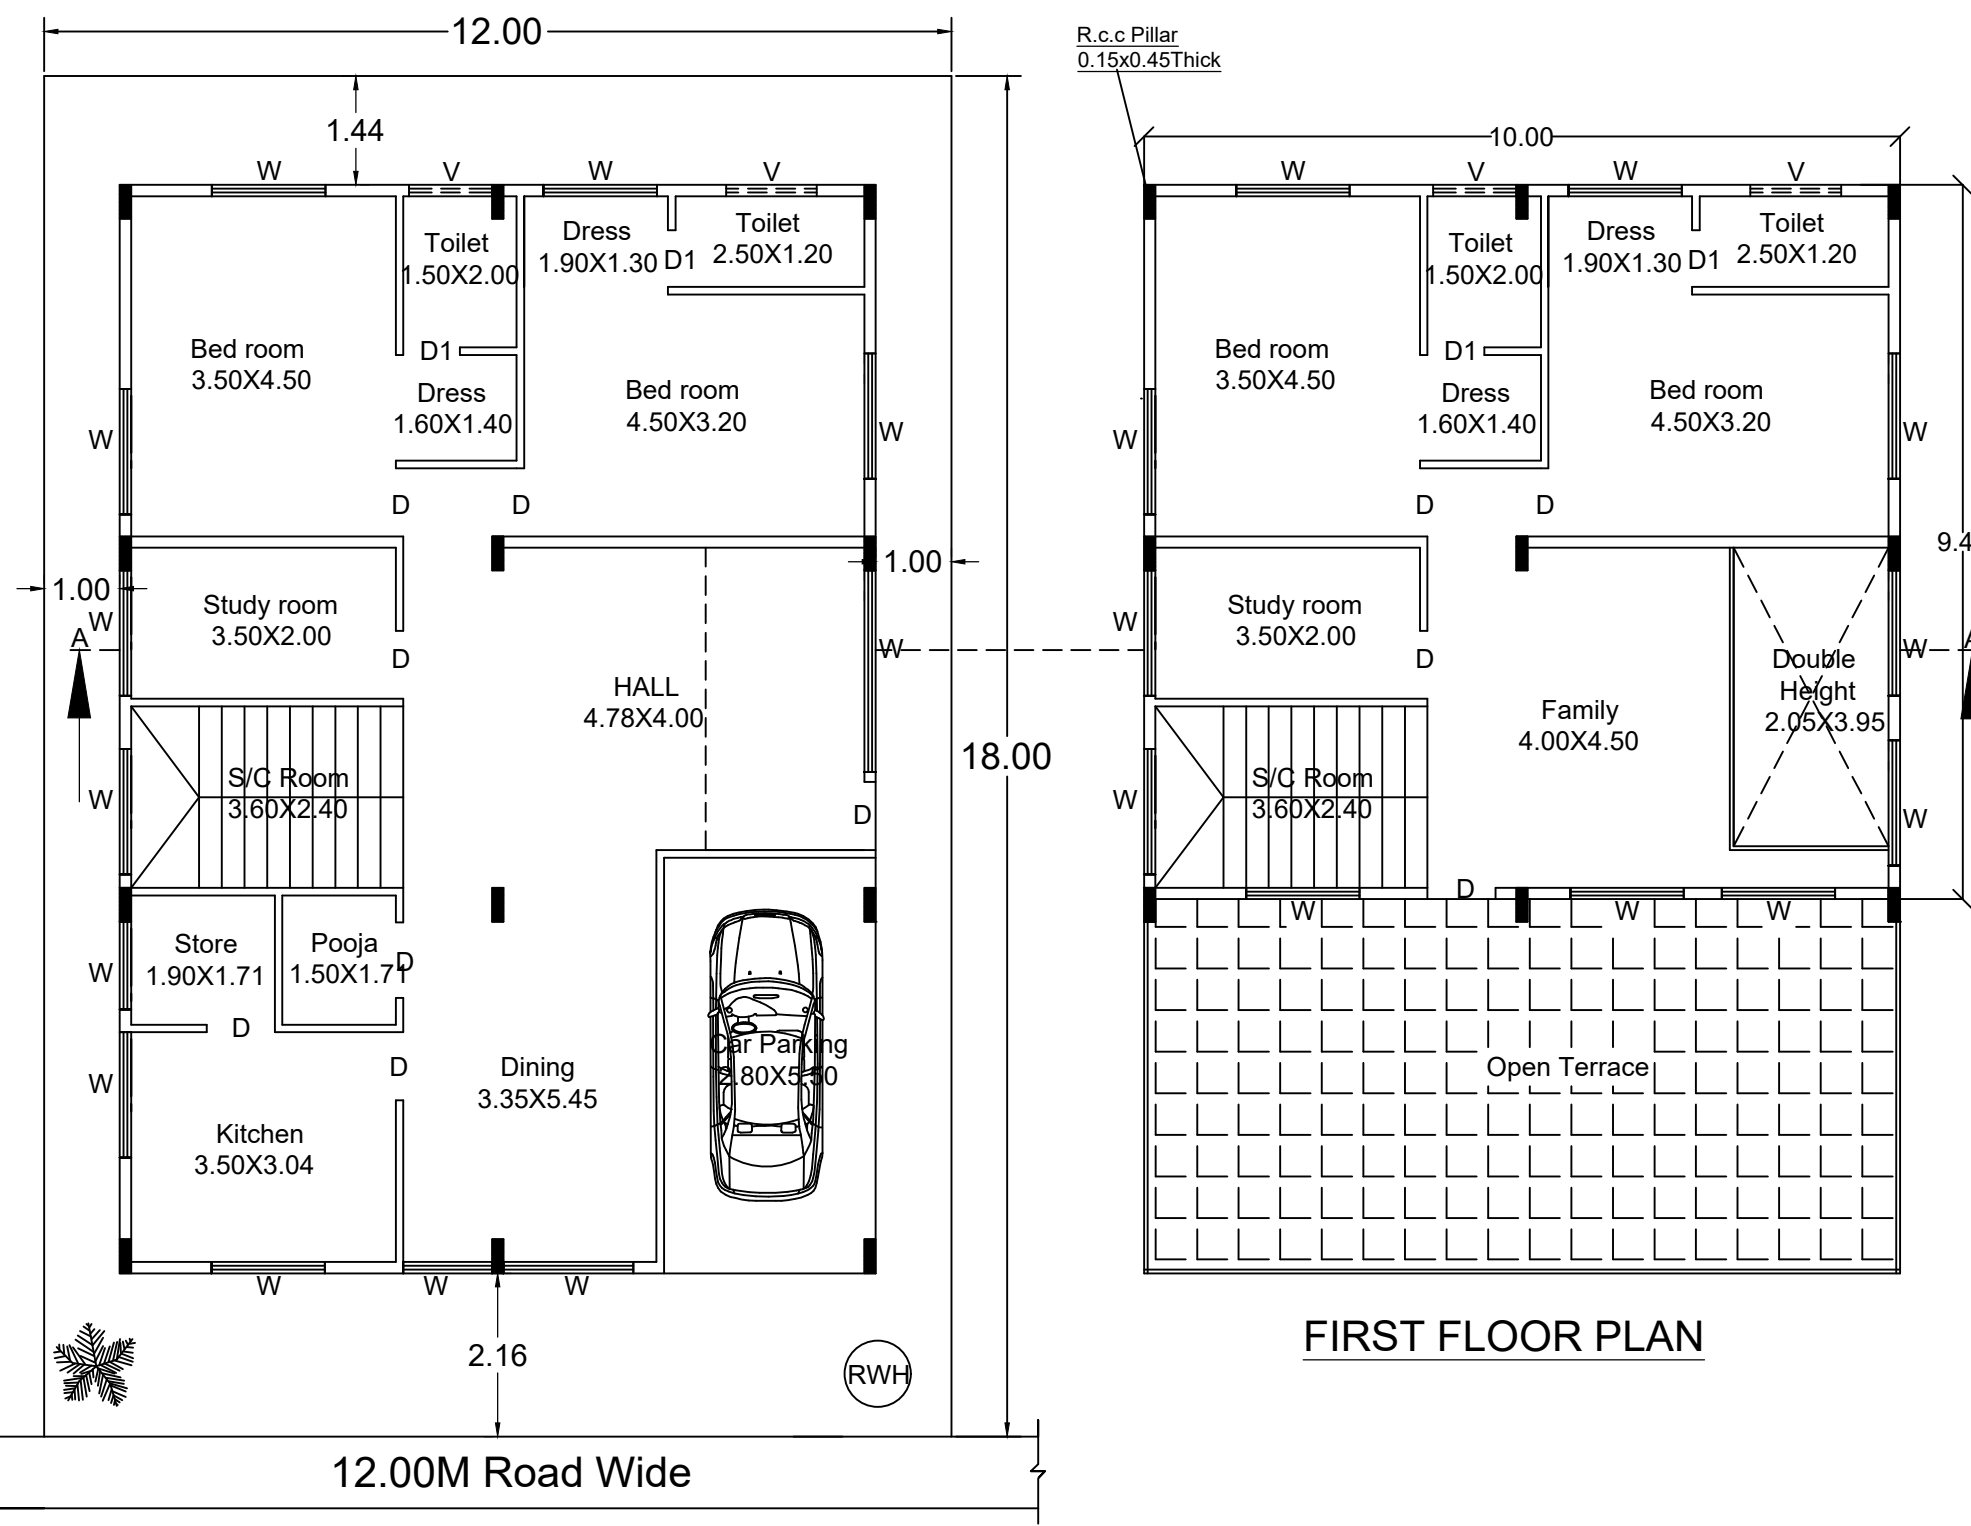 12.00
1.44
W
V
W
V
Toilet
1.50X2.00
Dress
1.90X1.30
D1
Toilet
2.50X1.20
Bed room
3.50X4.50
D1
Dress
1.60X1.40
Bed room
4.50X3.20
W
W
D
D
1.00
1.00
W
A
Study room
3.50X2.00
D
W
HALL
4.78X4.00
18.00
W
S/C Room
3.60X2.40
D
Store
1.90X1.71
Pooja
1.50X1.71
D
W
D
D
W
Dining
3.35X5.45
Car Parking
2.80X5.50
Kitchen
3.50X3.04
W
W
W
2.16
RWH
12.00M Road Wide
R.c.c Pillar
0.15x0.45Thick
10.00
W
V
W
V
Toilet
1.50X2.00
Dress
1.90X1.30
D1
Toilet
2.50X1.20
Bed room
3.50X4.50
D1
Dress
1.60X1.40
Bed room
4.50X3.20
W
W
D
D
9.4
W
Study room
3.50X2.00
D
W
Double
Height
2.05X3.95
Family
4.00X4.50
W
S/C Room
3.60X2.40
W
D
W
W
W
Open Terrace
FIRST FLOOR PLAN